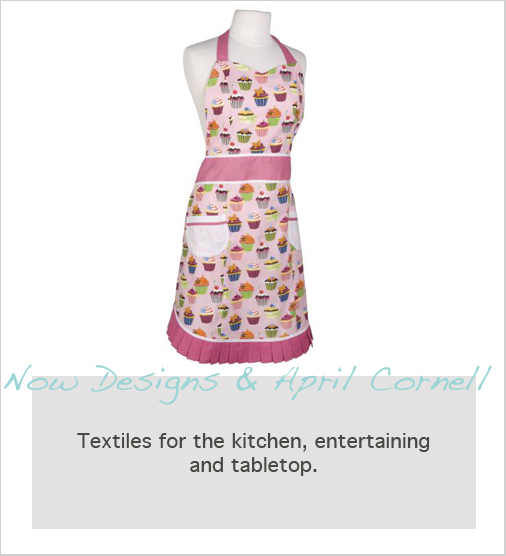 Now Designs & April Cornell
Textiles for the kitchen, entertaining
and tabletop.